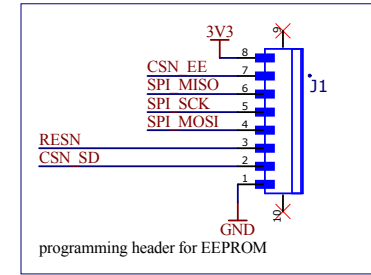 3V3
9
8
CSN_EE
7
J1
SPI_MISO
6
SPI_SCK
5
SPI_MOSI
4
RESN
3
CSN_SD
2
1
10
GND
programming header for EEPROM